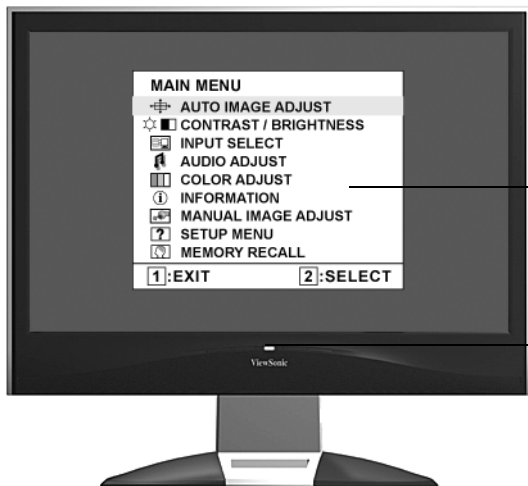 MAIN MENU
AUTO IMAGE ADJUST
CONTRAST / BRIGHTNESS
INPUT SELECT
AUDIO ADJUST
COLOR ADJUST
INFORMATION
MANUAL IMAGE ADJUST
SETUP MENU
MEMORY RECALL
1:EXIT 2:SELECT
ViewSonic